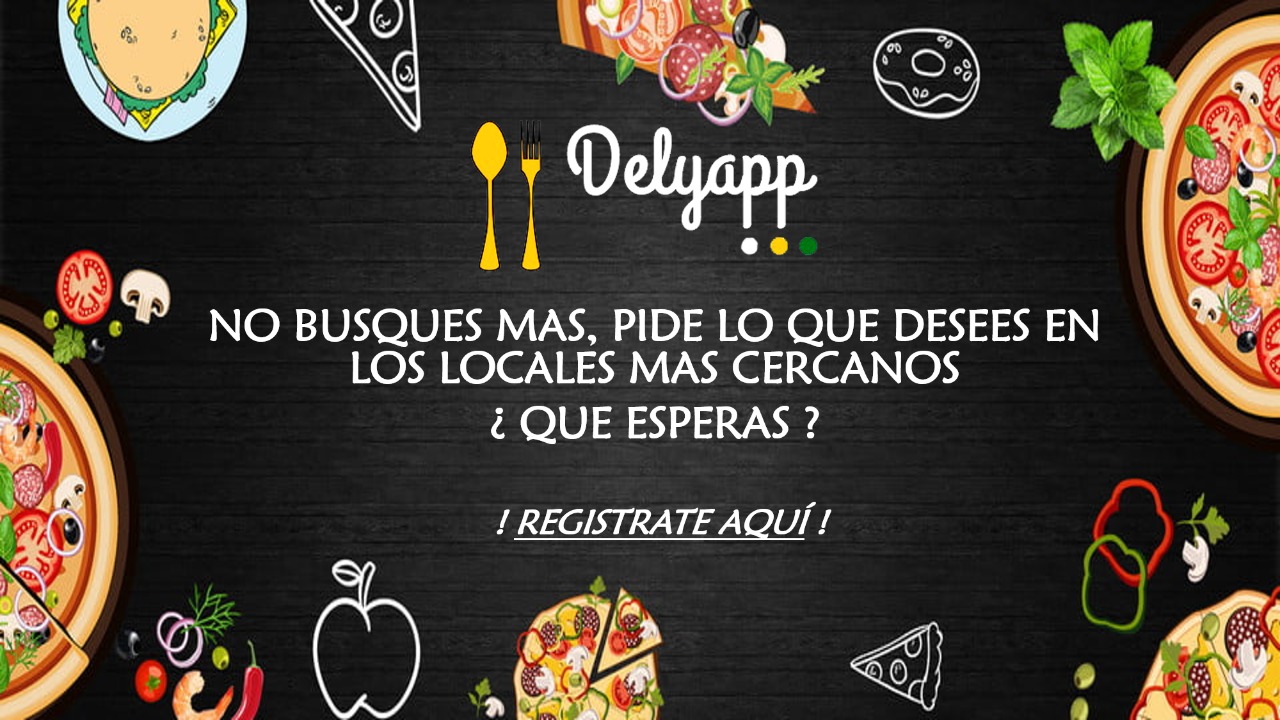 Delyapp
NO BUSQUES MAS, PIDE LO QUE DESEES EN
LOS LOCALES MAS CERCANOS
¿ QUE ESPERAS ?
! REGISTRATE AQUÍ !